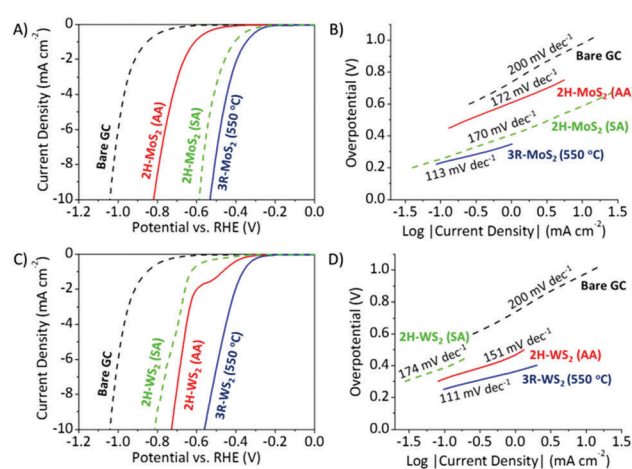 A)
0
-2
-4
-6
-8
-10
Current Density (mA cm-2)
Bare GC
2H-MoS2 (AA)
2H-MoS2 (SA)
3R-MoS2 (550 °C)
-1.2 -1.0 -0.8 -0.6 -0.4 -0.2 0.0
Potential vs. RHE (V)
B)
1.0
0.8
0.6
0.4
0.2
0.0
Overpotential (V)
200 mV dec-1
Bare GC
172 mV dec-1
2H-MoS2 (AA
170 mV dec-1
2H-MoS2 (SA)
113 mV dec-1
3R-MoS2 (550 °C)
-1.5 -1.0 -0.5 0.0 0.5 1.0
Log |Current Density| (mA cm-2)
C)
0
-2
-4
-6
-8
-10
Current Density (mA cm-2)
Bare GC
2H-WS2 (SA)
2H-WS2 (AA)
3R-WS2 (550 °C)
-1.2 -1.0 -0.8 -0.6 -0.4 -0.2 0.0
Potential vs. RHE (V)
D)
1.0
0.8
0.6
0.4
0.2
0.0
Overpotential (V)
200 mV dec-1
Bare GC
2H-WS2 (SA)
174 mV dec-1
151 mV dec-1
2H-WS2 (AA)
111 mV dec-1
3R-WS2 (550 °C)
-1.5 -1.0 -0.5 0.0 0.5 1.0
Log |Current Density| (mA cm-2)